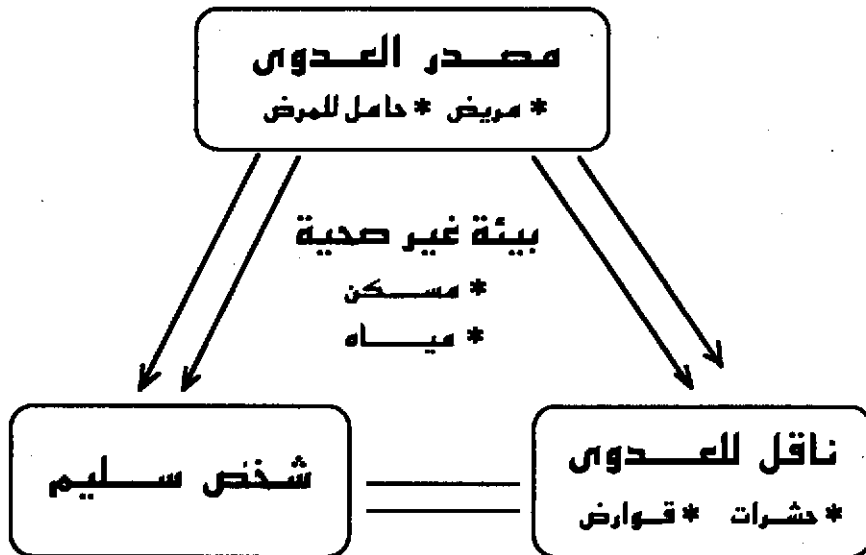 مصدر العدوى
* مريض * حامل للمرض
بيئة غير صحية
* مسكن
* مياه
ناقل للعدوى
* حشرات * قوارض
شخص سليم